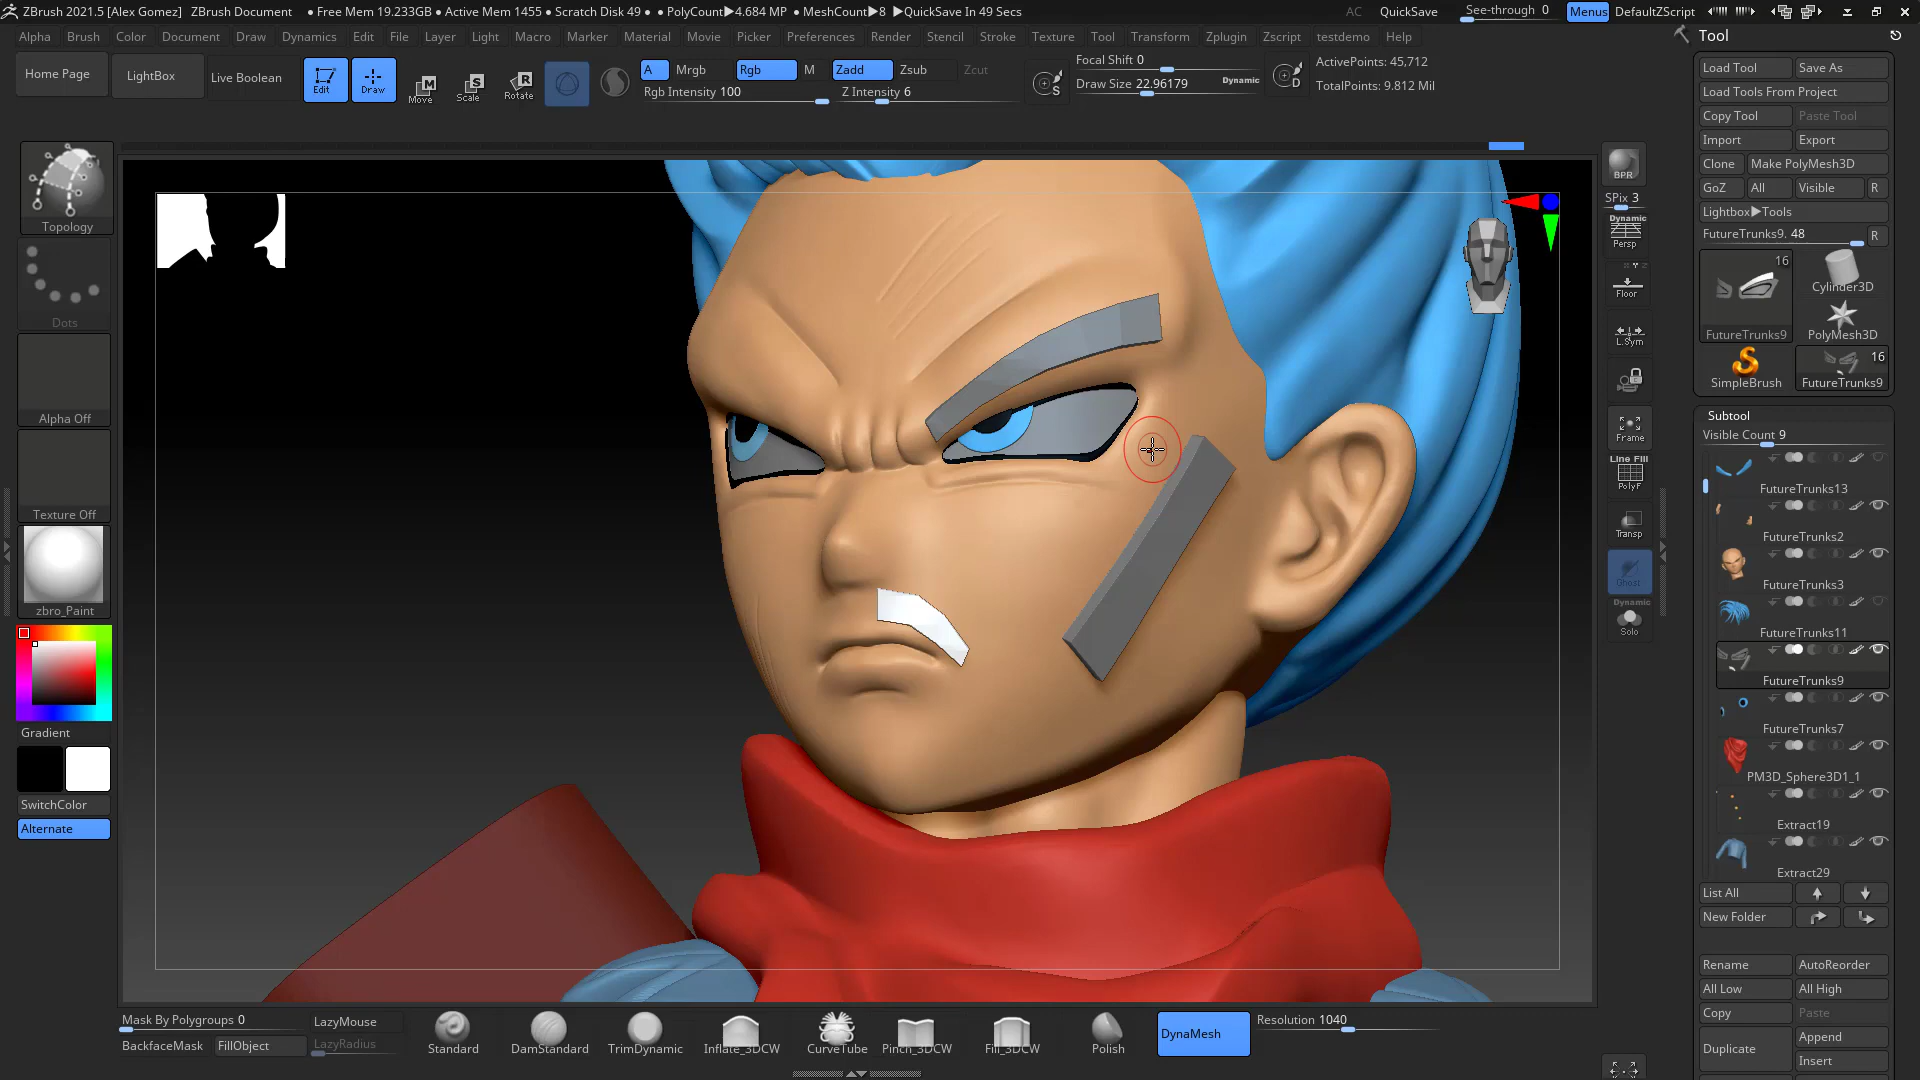 ZBrush 2021.5 [Alex Gomez] ZBrush Document • Free Mem 19.233GB • Active Mem 1455 • Scratch Disk 49 • • PolyCount▶4.684 MP • MeshCount▶8 ▶QuickSave In 49 Secs AC QuickSave See-through 0 Menus DefaultZScript
Alpha Brush Color Document Draw Dynamics Edit File Layer Light Macro Marker Material Movie Picker Preferences Render Stencil Stroke Texture Tool Transform Zplugin Zscript testdemo Help
Home Page LightBox Live Boolean Edit Draw Move Scale Rotate
A Mrgb Rgb M Zadd Zsub Zcut
Rgb Intensity 100 Z Intensity 6
S Focal Shift 0
Draw Size 22.96179 Dynamic
D
ActivePoints: 45,712
TotalPoints: 9.812 Mil
Topology
Dots
Alpha Off
Texture Off
zbro_Paint
Gradient
SwitchColor
Alternate
BPR
SPix 3
Dynamic
Persp
Floor
L.Sym
Frame
Line Fill
PolyF
Transp
Ghost
Dynamic
Solo
Tool
Load Tool Save As
Load Tools From Project
Copy Tool Paste Tool
Import Export
Clone Make PolyMesh3D
GoZ All Visible R
Lightbox▶Tools
FutureTrunks9. 48 R
16
FutureTrunks9
Cylinder3D
PolyMesh3D
SimpleBrush
16
FutureTrunks9
Subtool
Visible Count 9
FutureTrunks13
FutureTrunks2
FutureTrunks3
FutureTrunks11
FutureTrunks9
FutureTrunks7
PM3D_Sphere3D1_1
Extract19
Extract29
List All
New Folder
Rename AutoReorder
All Low All High
Copy Paste
Duplicate Append
Insert
Mask By Polygroups 0
BackfaceMask FillObject
LazyMouse
LazyRadius
Standard DamStandard TrimDynamic Inflate_3DCW CurveTube Pinch_3DCW Fill_3DCW Polish
DynaMesh
Resolution 1040